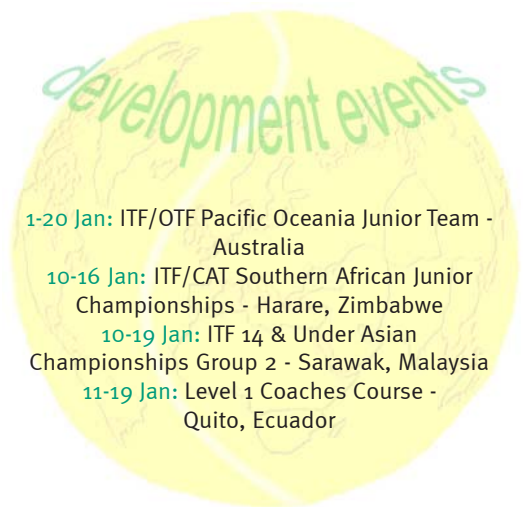 development events
1-20 Jan: ITF/OTF Pacific Oceania Junior Team -
Australia
10-16 Jan: ITF/CAT Southern African Junior
Championships - Harare, Zimbabwe
10-19 Jan: ITF 14 & Under Asian
Championships Group 2 - Sarawak, Malaysia
11-19 Jan: Level 1 Coaches Course -
Quito, Ecuador